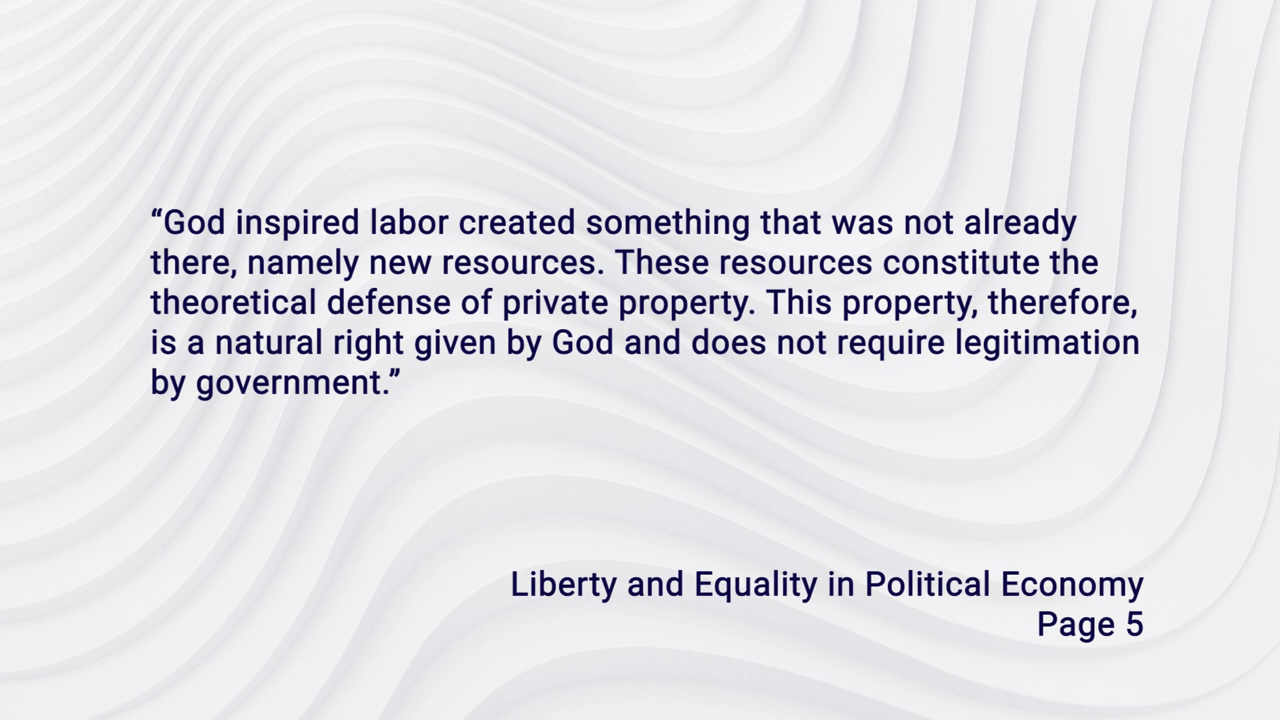 “God inspired labor created something that was not already
there, namely new resources. These resources constitute the
theoretical defense of private property. This property, therefore,
is a natural right given by God and does not require legitimation
by government.”
Liberty and Equality in Political Economy
Page 5